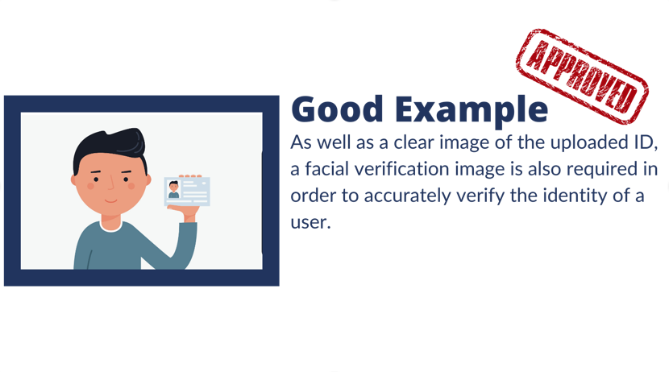 APPROVED
Good Example
As well as a clear image of the uploaded ID,
a facial verification image is also required in
order to accurately verify the identity of a
user.